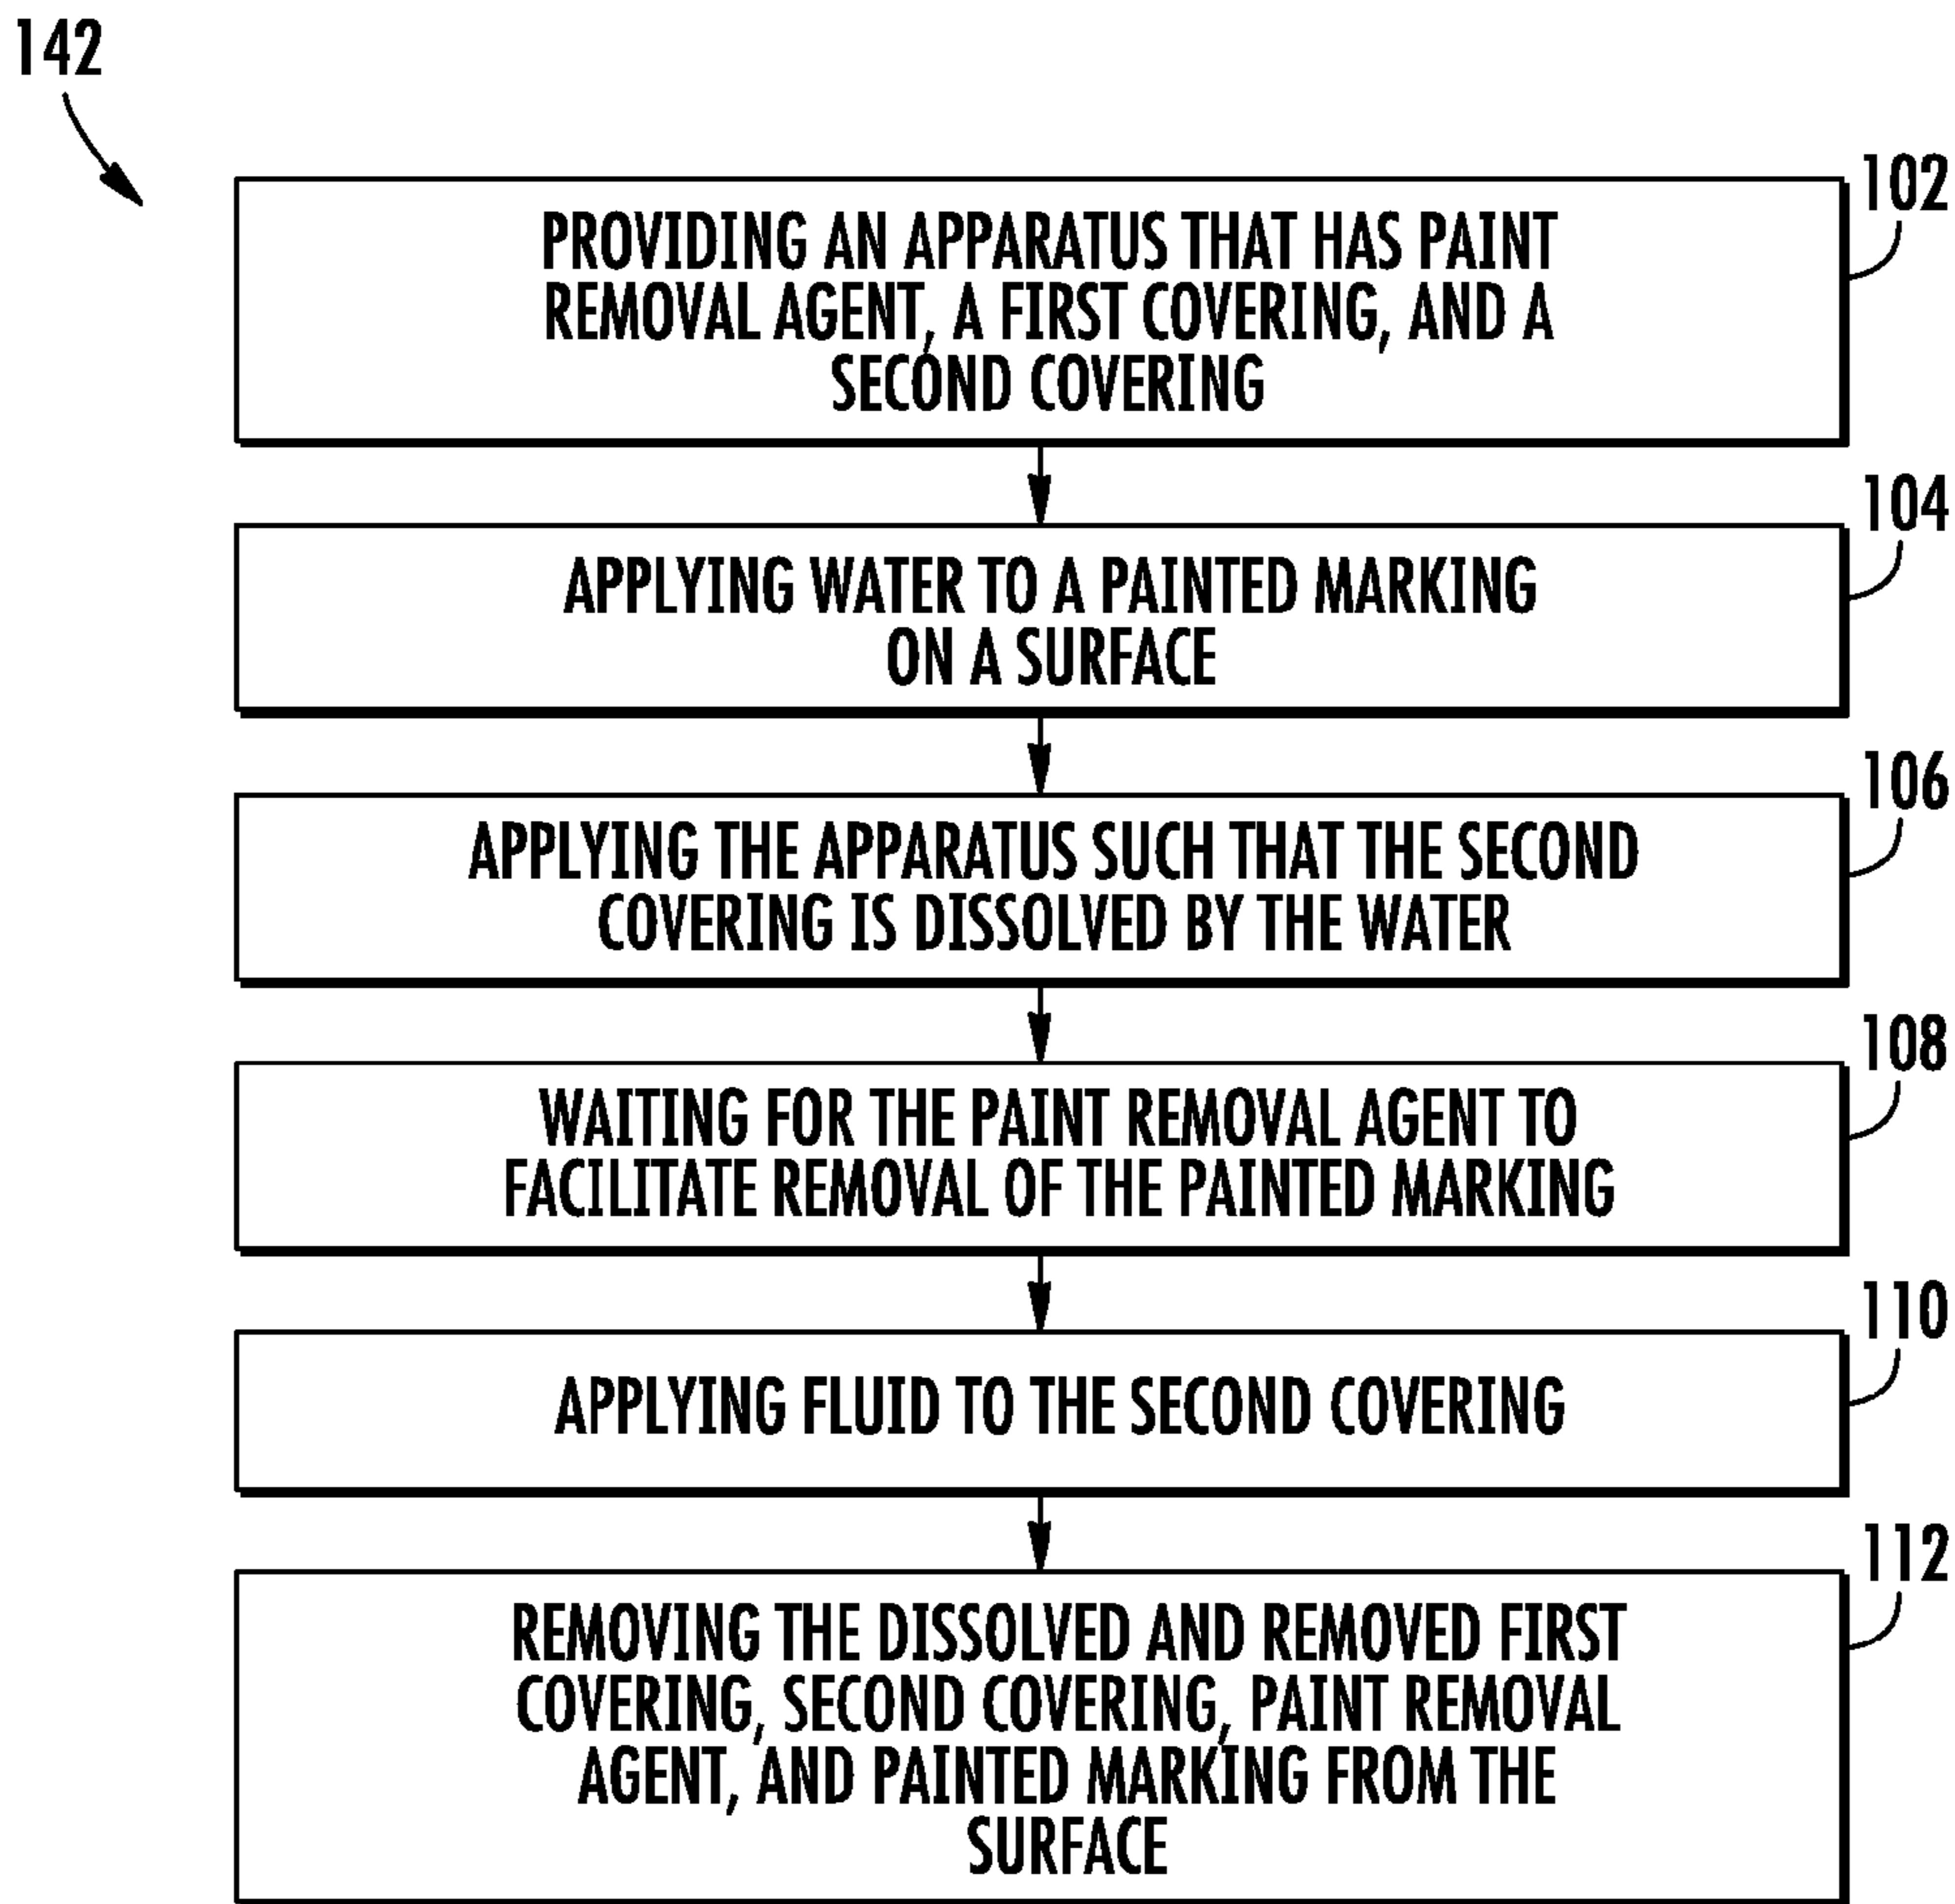 142
102
PROVIDING AN APPARATUS THAT HAS PAINT
REMOVAL AGENT, A FIRST COVERING, AND A
SECOND COVERING
104
APPLYING WATER TO A PAINTED MARKING
ON A SURFACE
106
APPLYING THE APPARATUS SUCH THAT THE SECOND
COVERING IS DISSOLVED BY THE WATER
108
WAITING FOR THE PAINT REMOVAL AGENT TO
FACILITATE REMOVAL OF THE PAINTED MARKING
110
APPLYING FLUID TO THE SECOND COVERING
112
REMOVING THE DISSOLVED AND REMOVED FIRST
COVERING, SECOND COVERING, PAINT REMOVAL
AGENT, AND PAINTED MARKING FROM THE
SURFACE